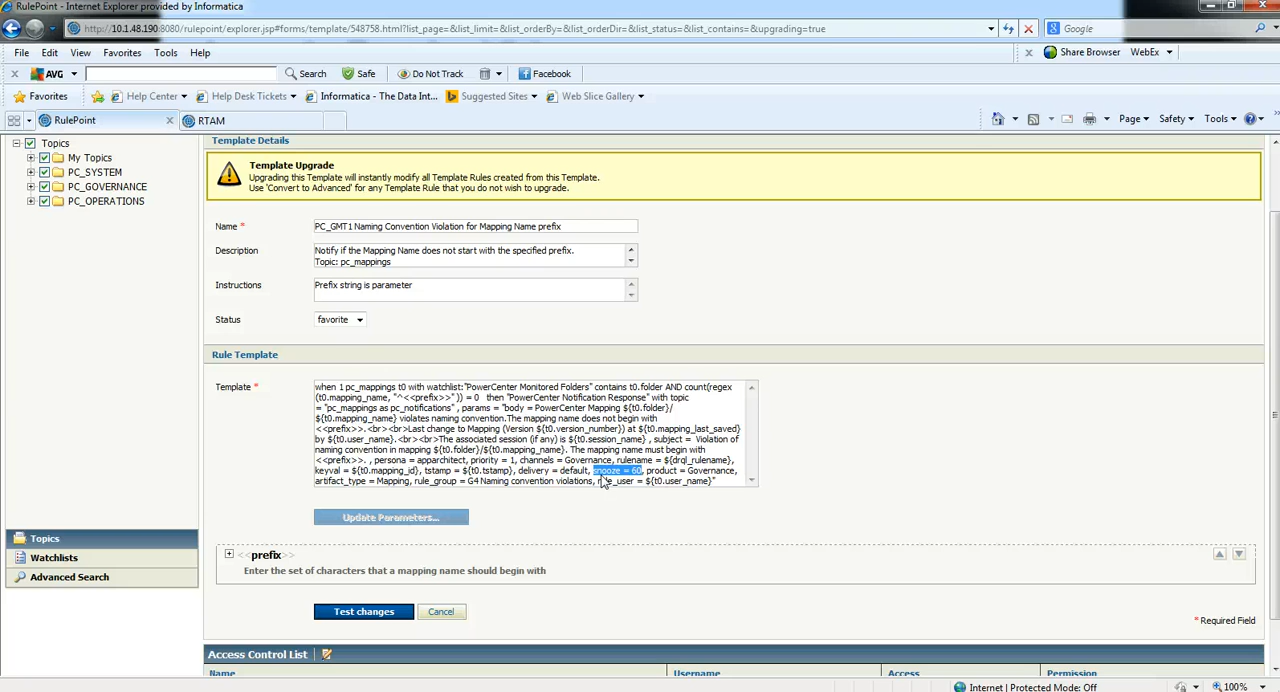 RulePoint - Internet Explorer provided by Informatica
http://10.1.48.190:8080/rulepoint/explorer.jsp#forms/template/548758.html?list_page=&list_limit=&list_orderBy=&list_orderDir=&list_status=&list_contains=&upgrading=true
Google
File Edit View Favorites Tools Help
Share Browser WebEx
AVG Search Safe Do Not Track Facebook
Favorites Help Center Help Desk Tickets Informatica - The Data Int... Suggested Sites Web Slice Gallery
RulePoint RTAM Page Safety Tools
Topics
My Topics
PC_SYSTEM
PC_GOVERNANCE
PC_OPERATIONS
Topics
Watchlists
Advanced Search
Template Details
Template Upgrade
Upgrading this Template will instantly modify all Template Rules created from this Template.
Use 'Convert to Advanced' for any Template Rule that you do not wish to upgrade.
Name * PC_GMT1 Naming Convention Violation for Mapping Name prefix
Description Notify if the Mapping Name does not start with the specified prefix.
Topic: pc_mappings
Instructions Prefix string is parameter
Status favorite
Rule Template
Template * when 1 pc_mappings t0 with watchlist:"PowerCenter Monitored Folders" contains t0.folder AND count(regex
(t0.mapping_name, "^<<prefix>>" )) = 0 then "PowerCenter Notification Response" with topic
= "pc_mappings as pc_notifications" , params = "body = PowerCenter Mapping ${t0.folder}/
${t0.mapping_name} violates naming convention.The mapping name does not begin with
<<prefix>>.<br><br>Last change to Mapping (Version ${t0.version_number}) at ${t0.mapping_last_saved}
by ${t0.user_name}.<br><br>The associated session (if any) is ${t0.session_name} , subject = Violation of
naming convention in mapping ${t0.folder}/${t0.mapping_name}. The mapping name must begin with
<<prefix>>. , persona = apparchitect, priority = 1, channels = Governance, rulename = ${drql_rulename},
keyval = ${t0.mapping_id}, tstamp = ${t0.tstamp}, delivery = default, snooze = 60, product = Governance,
artifact_type = Mapping, rule_group = G4 Naming convention violations, rule_user = ${t0.user_name}"
Update Parameters...
<<prefix>>
Enter the set of characters that a mapping name should begin with
Test changes Cancel
* Required Field
Access Control List
Name Username Access Permission
Internet | Protected Mode: Off 100%